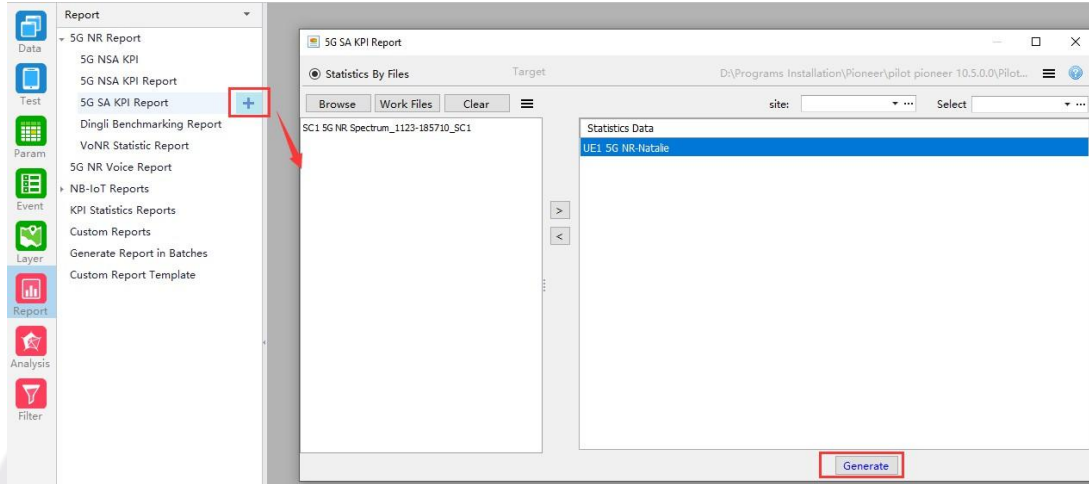 Data
Test
Param
Event
Layer
Report
Analysis
Filter
Report
5G NR Report
5G NSA KPI
5G NSA KPI Report
5G SA KPI Report
Dingli Benchmarking Report
VoNR Statistic Report
5G NR Voice Report
NB-IoT Reports
KPI Statistics Reports
Custom Reports
Generate Report in Batches
Custom Report Template
5G SA KPI Report
Statistics By Files Target D:\Programs Installation\Pioneer\pilot pioneer 10.5.0.0\Pilot...
Browse Work Files Clear site: Select
SC1 5G NR Spectrum_1123-185710_SC1
Statistics Data
UE1 5G NR-Natalie
>
<
Generate